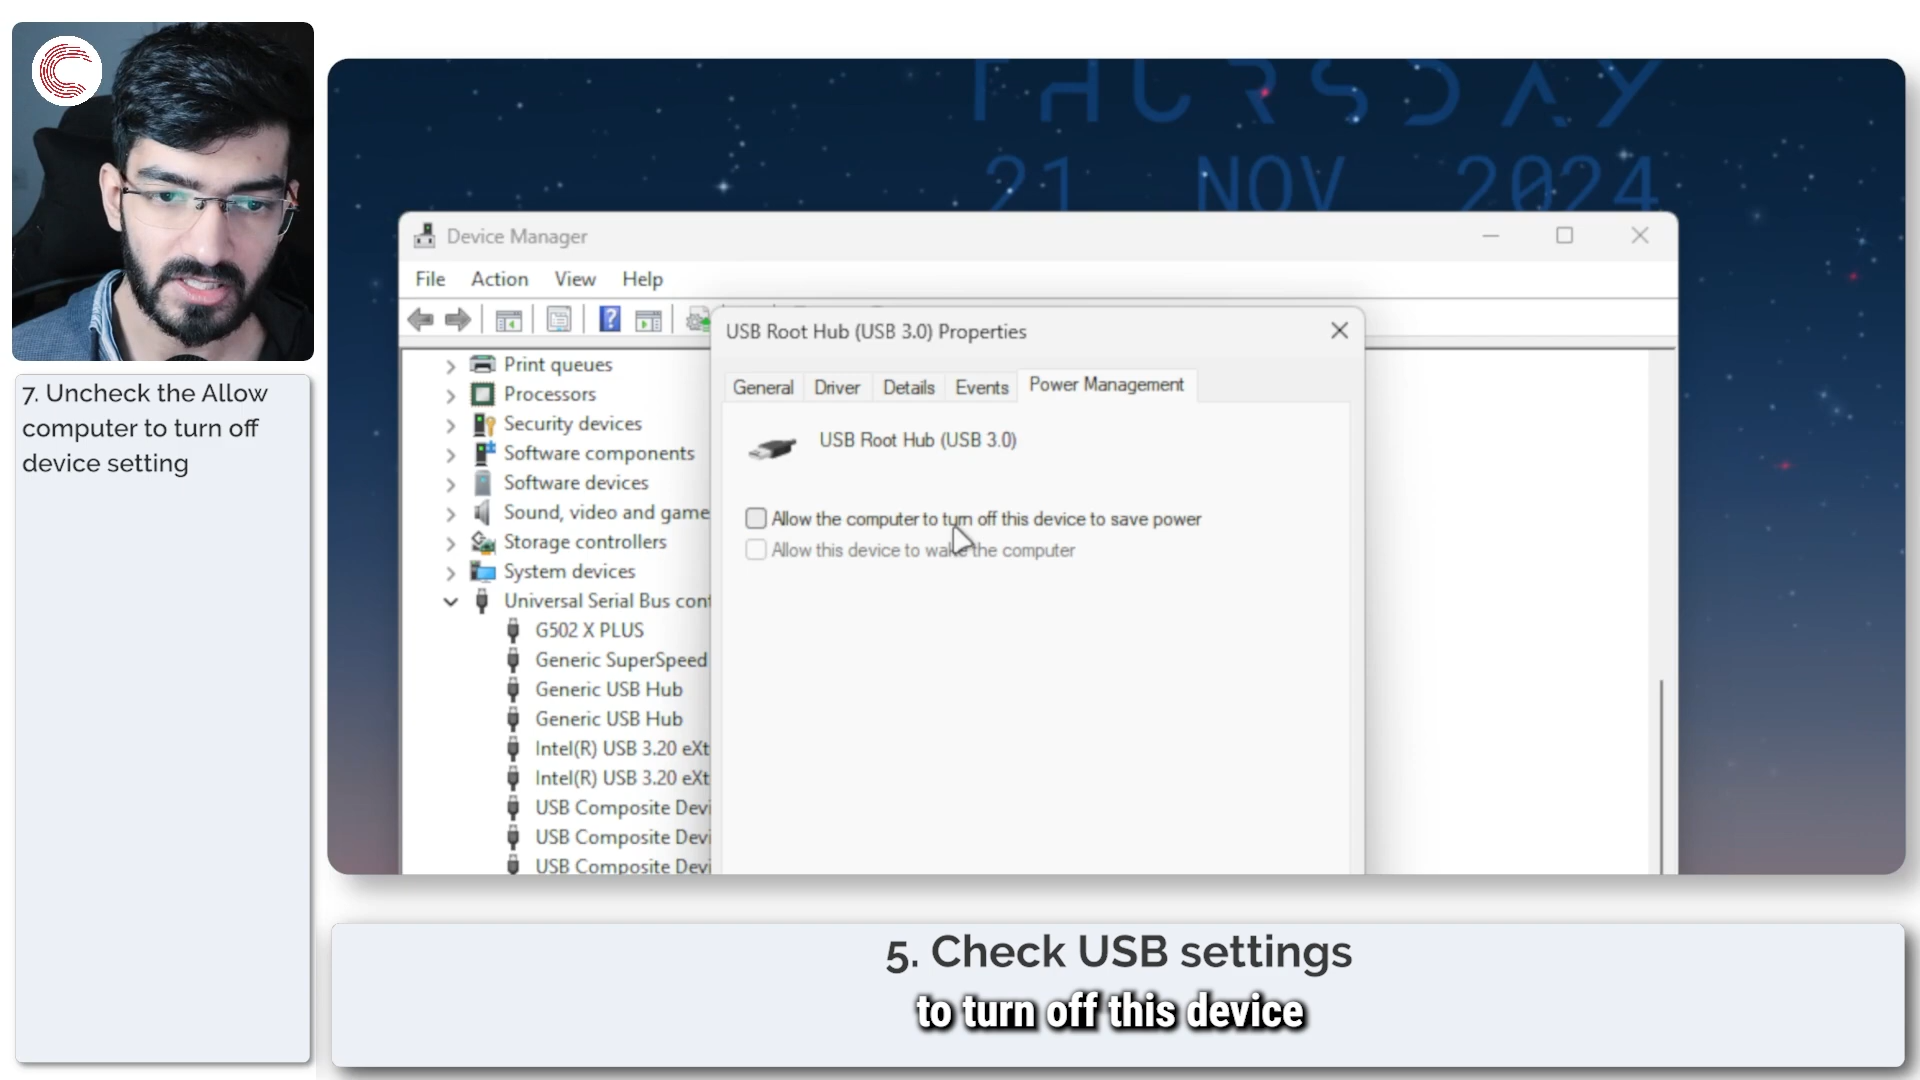 THURSDAY
21 NOV 2024
7. Uncheck the Allow
computer to turn off
device setting
Device Manager
File Action View Help
Print queues
Processors
Security devices
Software components
Software devices
Sound, video and game
Storage controllers
System devices
Universal Serial Bus cont
G502 X PLUS
Generic SuperSpeed
Generic USB Hub
Generic USB Hub
Intel(R) USB 3.20 eXt
Intel(R) USB 3.20 eXt
USB Composite Devi
USB Composite Devi
USB Composite Devi
USB Root Hub (USB 3.0) Properties
General Driver Details Events Power Management
USB Root Hub (USB 3.0)
Allow the computer to turn off this device to save power
Allow this device to wake the computer
5. Check USB settings
to turn off this device